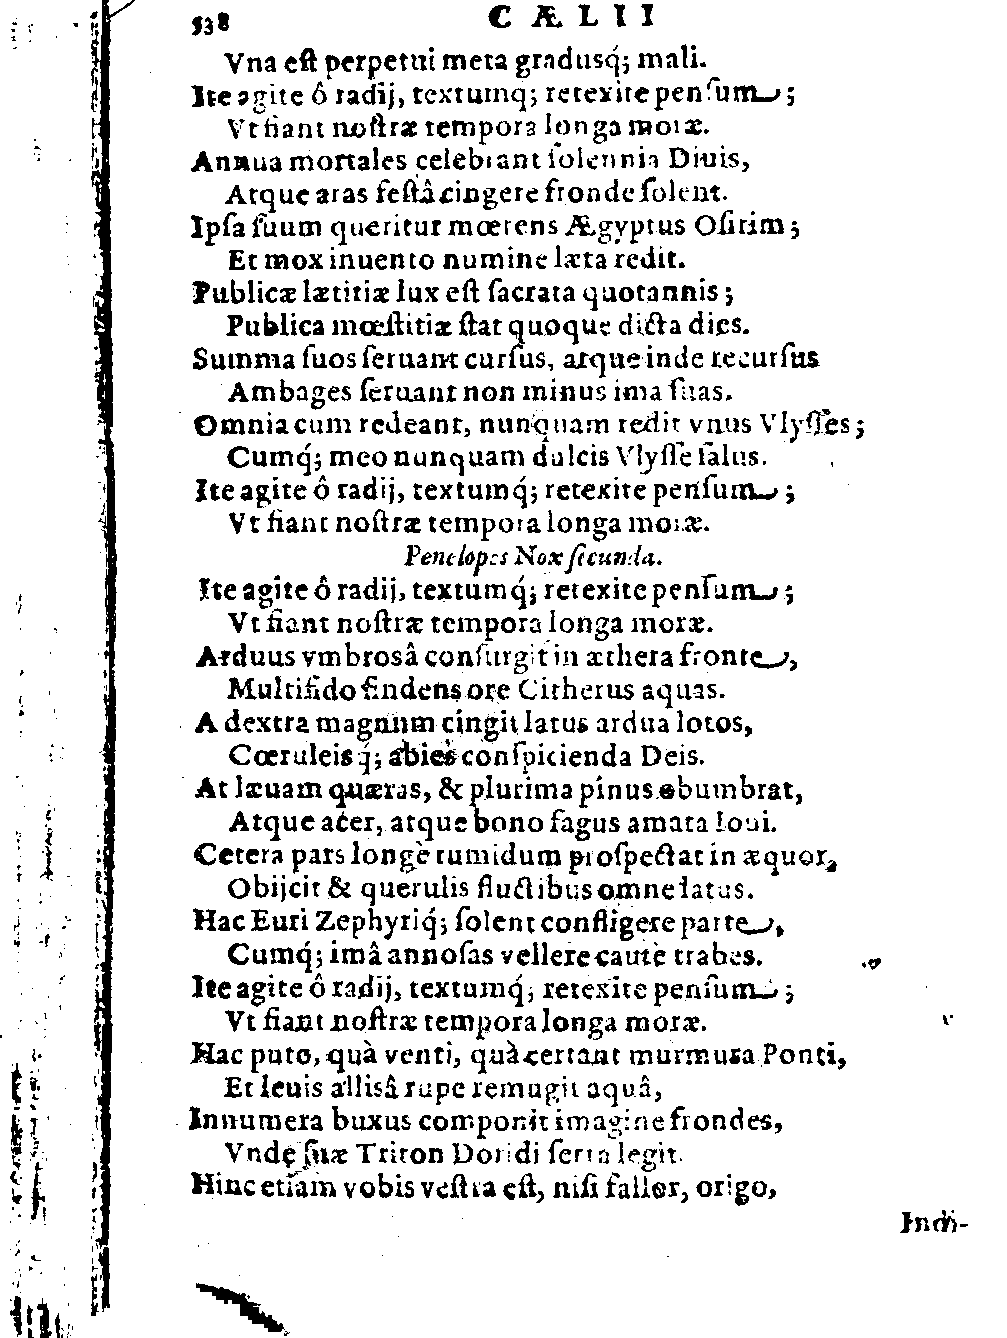 538 CÆLII
Vna est perpetui meta gradusq́; mali.
Ite agite ô radij, textumq́; retexite pensum;
Vt fiant nostræ tempora longa moræ.
Annua mortales celebrant solennia Diuis,
Atque aras festâ cingere fronde solent.
Ipsa suum queritur mœrens Ægyptus Osirim;
Et mox inuento numine læta redit.
Publicæ lætitiæ lux est sacrata quotannis;
Publica mœstitiæ stat quoque dicta dies.
Summa suos seruant cursus, atque inde recursus
Ambages seruant non minus ima suas.
Omnia cum redeant, nunquam redit vnus Vlysses;
Cumq́; meo nunquam dulcis Vlysse salus.
Ite agite ô radij, textumq́; retexite pensum;
Vt fiant nostræ tempora longa moræ.
Penelopes Nox secunda.
Ite agite ô radij, textumq́; retexite pensum;
Vt fiant nostræ tempora longa moræ.
Arduus vmbrosâ consurgit in æthera fronte,
Multifido findens ore Citherus aquas.
A dextra magnum cingit latus ardua lotos,
Cœruleisq́; abies conspicienda Deis.
At læuam quæras, & plurima pinus obumbrat,
Atque acer, atque bono fagus amata Ioui.
Cetera pars longè tumidum prospectat in æquor,
Obijcit & querulis fluctibus omne latus.
Hac Euri Zephyriq́; solent confligere parte,
Cumq́; imâ annosas vellere caute trabes.
Ite agite ô radij, textumq́; retexite pensum;
Vt fiant nostræ tempora longa moræ.
Hac puto, quà venti, quà certant murmura Ponti,
Et leuis allisâ rupe remugit aquâ,
Innumera buxus componit imagine frondes,
Vnde suæ Triton Doridi serta legit.
Hinc etiam vobis vestra est, nisi fallor, origo,
Indi-